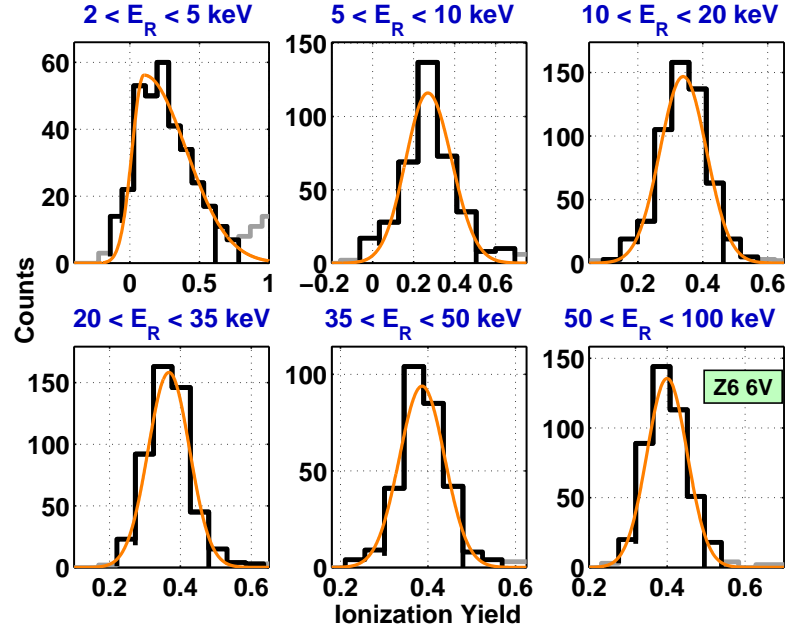 2 < E_R < 5 keV 5 < E_R < 10 keV 10 < E_R < 20 keV
60 40 20 0
0 0.5 1
150 100 50 0
−0.2 0 0.2 0.4 0.6
150 100 50 0
0.2 0.4 0.6
Counts
20 < E_R < 35 keV 35 < E_R < 50 keV 50 < E_R < 100 keV
150 100 50 0
0.2 0.4 0.6
100 50 0
0.2 0.4 0.6
Z6 6V
150 100 50 0
0.2 0.4 0.6
Ionization Yield